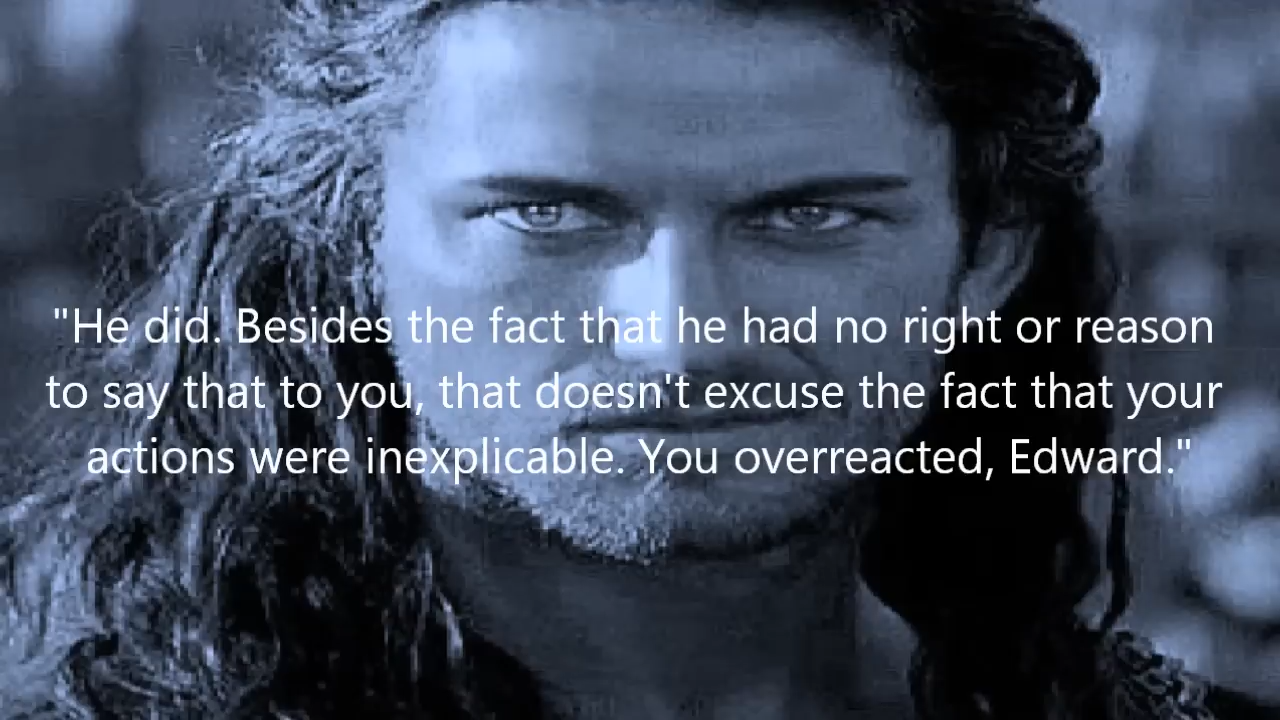 "He did. Besides the fact that he had no right or reason
to say that to you, that doesn't excuse the fact that your
actions were inexplicable. You overreacted, Edward."